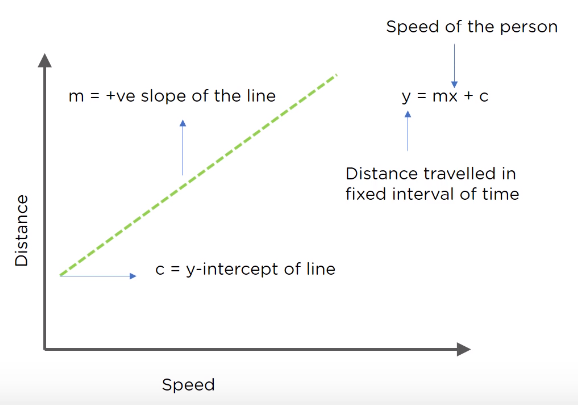 Speed of the person
m = +ve slope of the line
y = mx + c
Distance travelled in
fixed interval of time
Distance
c = y-intercept of line
Speed